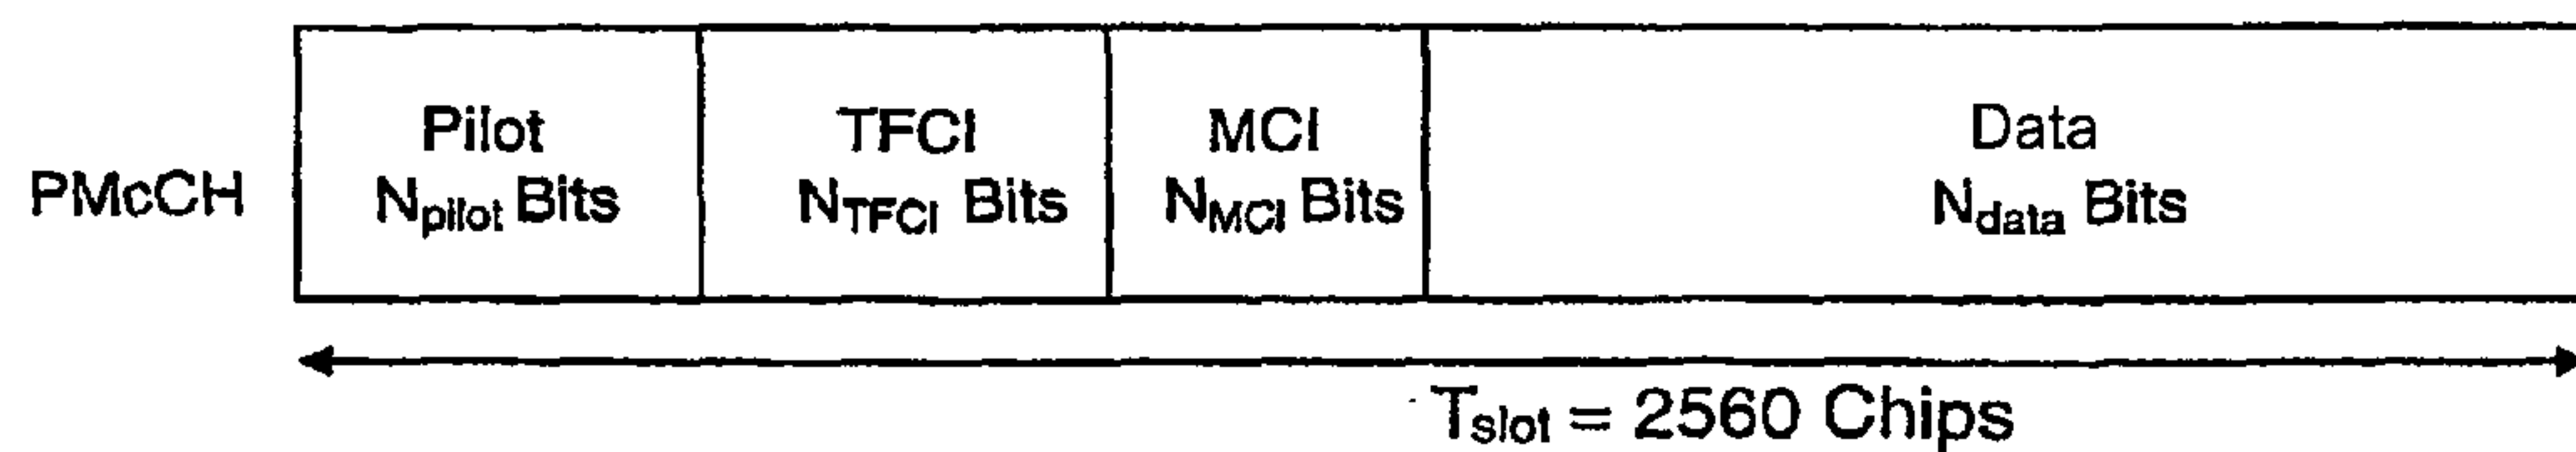 Pilot TFCI MCI Data
PMcCH N_pilot Bits N_TFCI Bits N_MCI Bits N_data Bits
T_slot = 2560 Chips